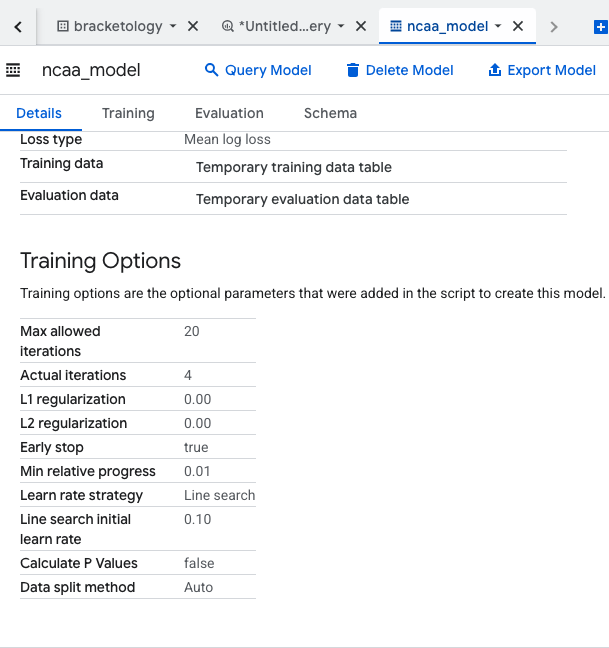 bracketology
*Untitled...ery
ncaa_model
ncaa_model
Query Model
Delete Model
Export Model
Details
Training
Evaluation
Schema
Loss type Mean log loss
Training data Temporary training data table
Evaluation data Temporary evaluation data table
Training Options
Training options are the optional parameters that were added in the script to create this model.
Max allowed 20
iterations
Actual iterations 4
L1 regularization 0.00
L2 regularization 0.00
Early stop true
Min relative progress 0.01
Learn rate strategy Line search
Line search initial 0.10
learn rate
Calculate P Values false
Data split method Auto